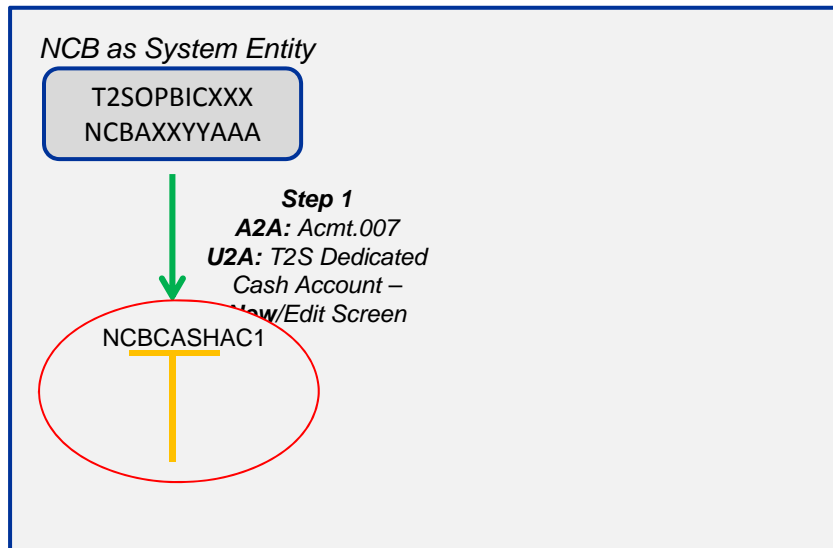 NCB as System Entity
T2SOPBICXXX
NCBAXXYYAAA
Step 1
A2A: Acmt.007
U2A: T2S Dedicated
Cash Account –
New/Edit Screen
NCBCASHAC1